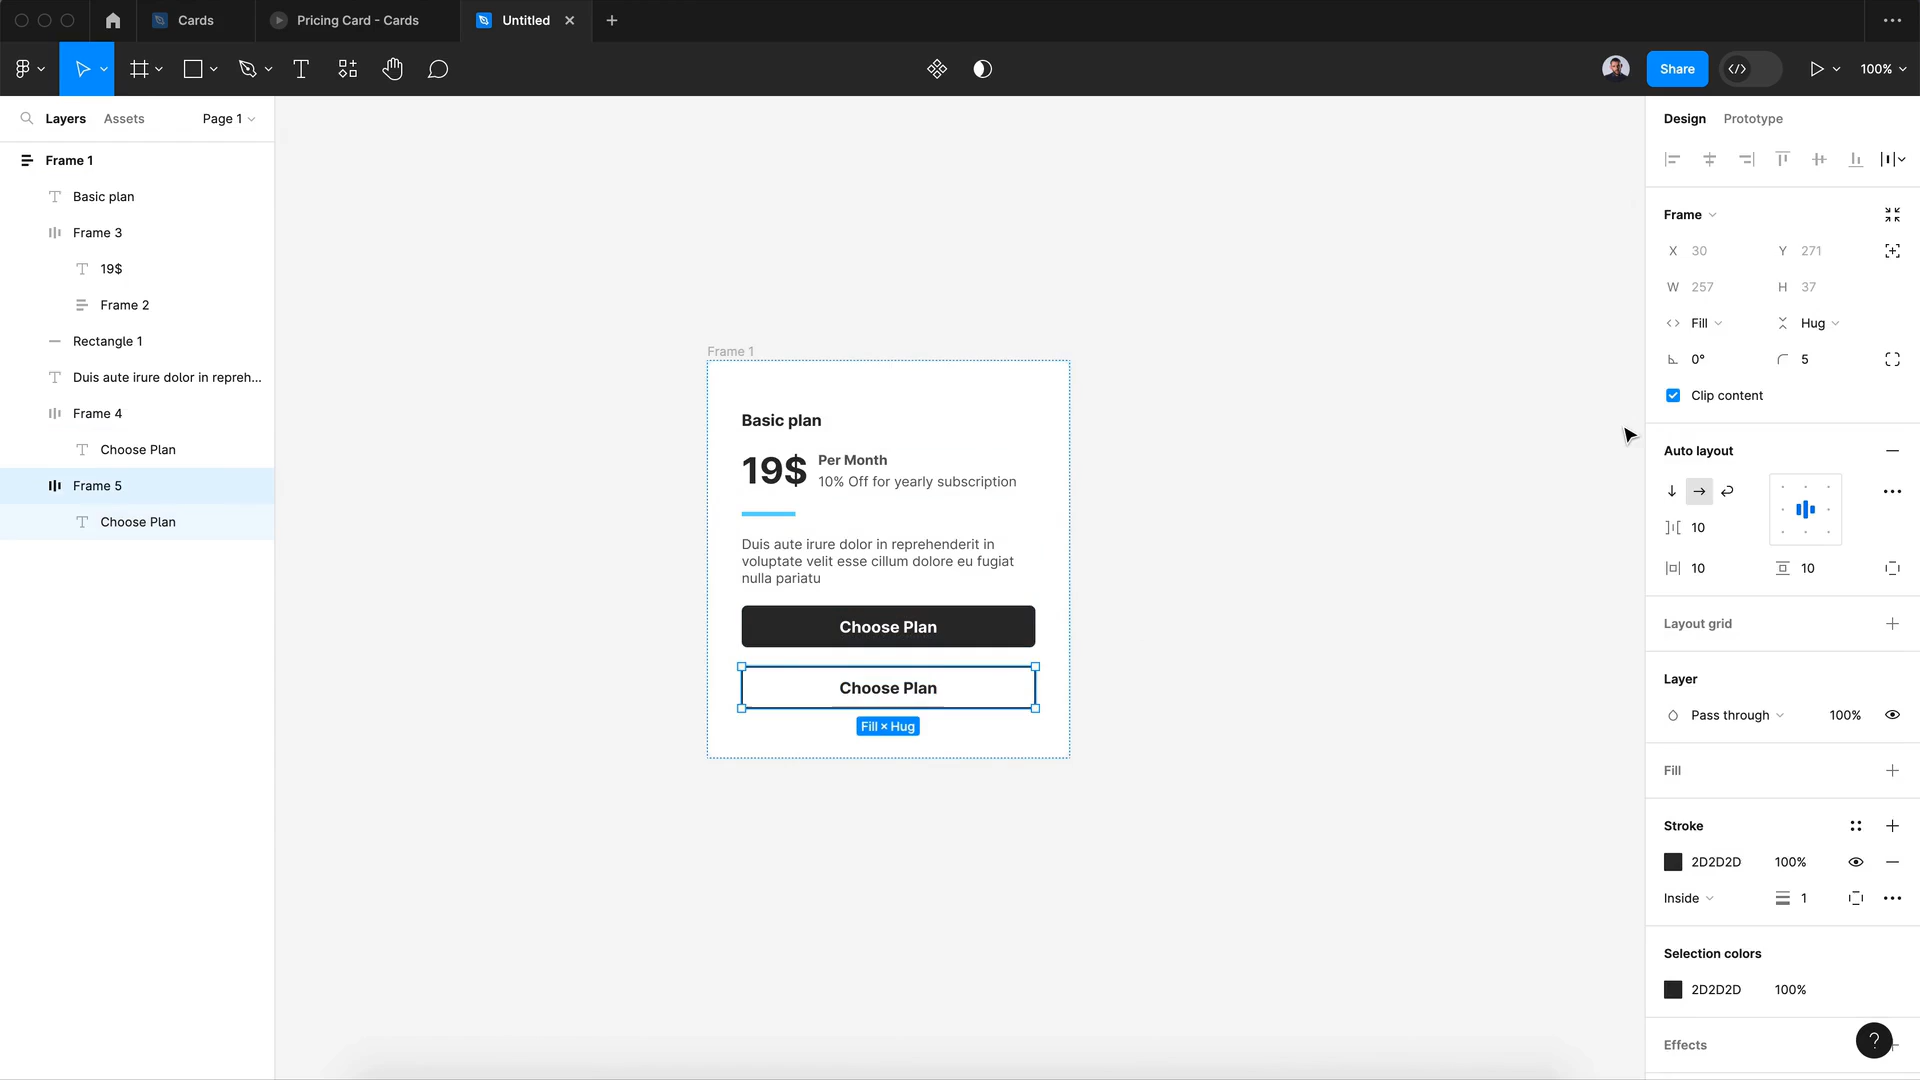 Cards
Pricing Card - Cards
Untitled
Share
100%
Layers
Assets
Page 1
Frame 1
Basic plan
Frame 3
19$
Frame 2
Rectangle 1
Duis aute irure dolor in repreh...
Frame 4
Choose Plan
Frame 5
Choose Plan
Frame 1
Basic plan
19$
Per Month
10% Off for yearly subscription
Duis aute irure dolor in reprehenderit in
voluptate velit esse cillum dolore eu fugiat
nulla pariatu
Choose Plan
Choose Plan
Fill × Hug
Design
Prototype
Frame
X 30 Y 271
W 257 H 37
Fill Hug
0° 5
Clip content
Auto layout
10
10 10
Layout grid
Layer
Pass through 100%
Fill
Stroke
2D2D2D 100%
Inside 1
Selection colors
2D2D2D 100%
Effects
?